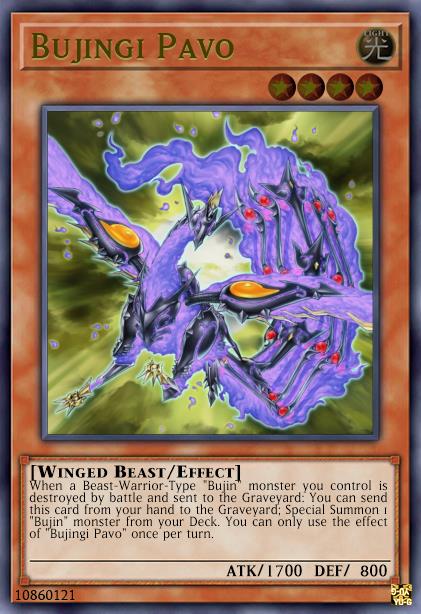 BUJINGI PAVO
LIGHT
光
[WINGED BEAST/EFFECT]
When a Beast-Warrior-Type "Bujin" monster you control is
destroyed by battle and sent to the Graveyard: You can send
this card from your hand to the Graveyard; Special Summon 1
"Bujin" monster from your Deck. You can only use the effect
of "Bujingi Pavo" once per turn.
ATK/1700 DEF/ 800
10860121